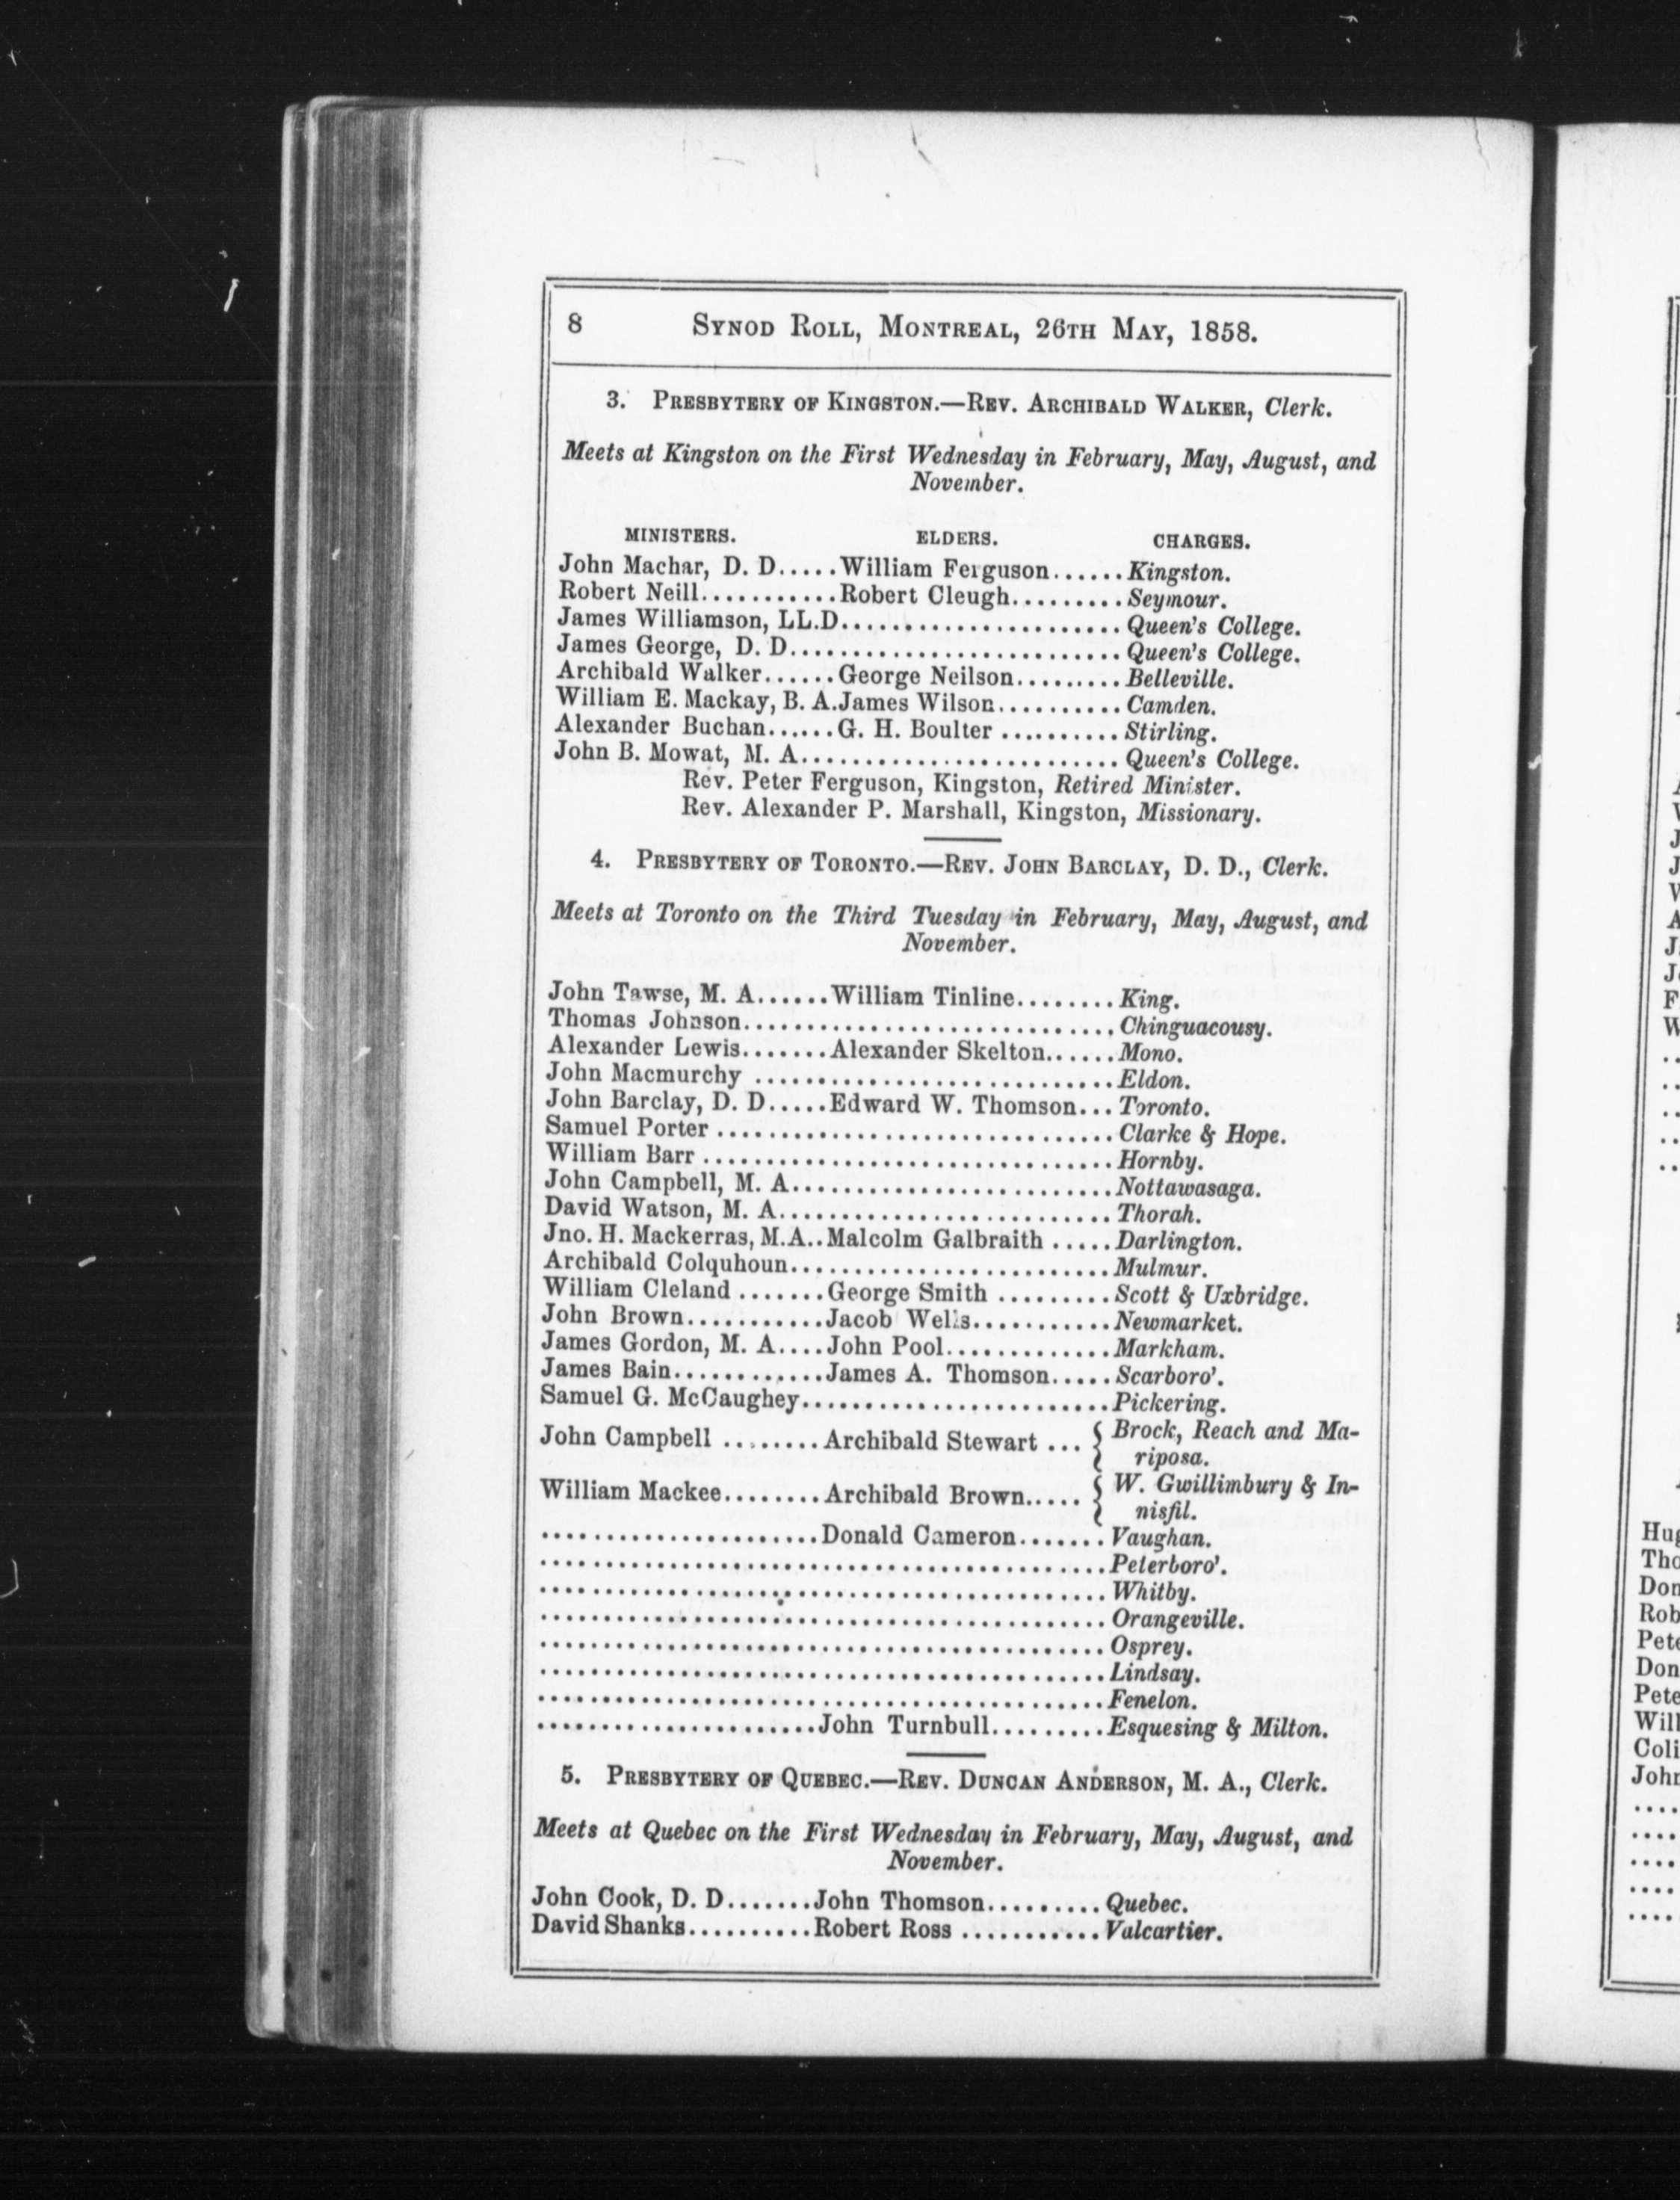 8 SYNOD ROLL, MONTREAL, 26TH MAY, 1858.
3. PRESBYTERY OF KINGSTON.—REV. ARCHIBALD WALKER, Clerk.
Meets at Kingston on the First Wednesday in February, May, August, and
November.
MINISTERS. ELDERS. CHARGES.
John Machar, D. D.....William Ferguson......Kingston.
Robert Neill...........Robert Cleugh.........Seymour.
James Williamson, LL.D......................Queen's College.
James George, D. D..........................Queen's College.
Archibald Walker......George Neilson.........Belleville.
William E. Mackay, B. A.James Wilson..........Camden.
Alexander Buchan......G. H. Boulter ..........Stirling.
John B. Mowat, M. A.........................Queen's College.
Rev. Peter Ferguson, Kingston, Retired Minister.
Rev. Alexander P. Marshall, Kingston, Missionary.
4. PRESBYTERY OF TORONTO.—REV. JOHN BARCLAY, D. D., Clerk.
Meets at Toronto on the Third Tuesday in February, May, August, and
November.
John Tawse, M. A......William Tinline........King.
Thomas Johnson.............................Chinguacousy.
Alexander Lewis.......Alexander Skelton......Mono.
John Macmurchy ............................Eldon.
John Barclay, D. D.....Edward W. Thomson...Toronto.
Samuel Porter ...............................Clarke & Hope.
William Barr ................................Hornby.
John Campbell, M. A.........................Nottawasaga.
David Watson, M. A..........................Thorah.
Jno. H. Mackerras, M.A..Malcolm Galbraith .....Darlington.
Archibald Colquhoun.........................Mulmur.
William Cleland .......George Smith .........Scott & Uxbridge.
John Brown...........Jacob Wells...........Newmarket.
James Gordon, M. A....John Pool.............Markham.
James Bain............James A. Thomson.....Scarboro'.
Samuel G. McCaughey........................Pickering.
John Campbell ........Archibald Stewart ... { Brock, Reach and Ma-
riposa.
William Mackee........Archibald Brown..... { W. Gwillimbury & In-
nisfil.
......................Donald Cameron.......Vaughan.
............................................Peterboro'.
............................................Whitby.
............................................Orangeville.
............................................Osprey.
............................................Lindsay.
............................................Fenelon.
......................John Turnbull.........Esquesing & Milton.
5. PRESBYTERY OF QUEBEC.—REV. DUNCAN ANDERSON, M. A., Clerk.
Meets at Quebec on the First Wednesday in February, May, August, and
November.
John Cook, D. D.......John Thomson.........Quebec.
David Shanks..........Robert Ross ...........Valcartier.
Hug
Tho
Don
Rob
Pete
Don
Pete
Will
Coli
John